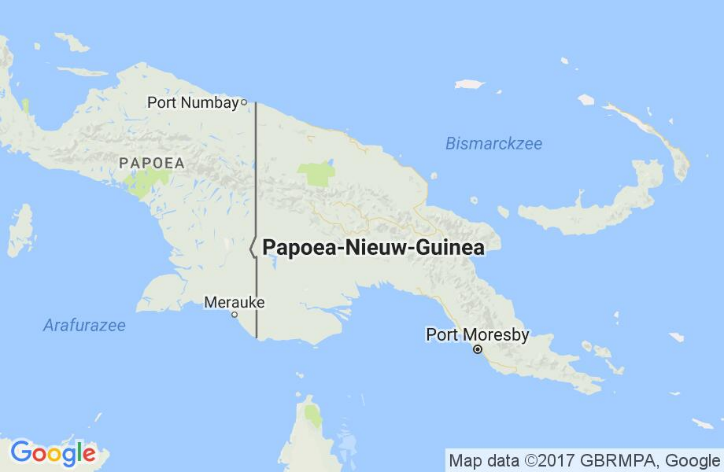 Port Numbay
Bismarckzee
PAPOEA
Papoea-Nieuw-Guinea
Merauke
Arafurazee
Port Moresby
Google
Map data ©2017 GBRMPA, Google